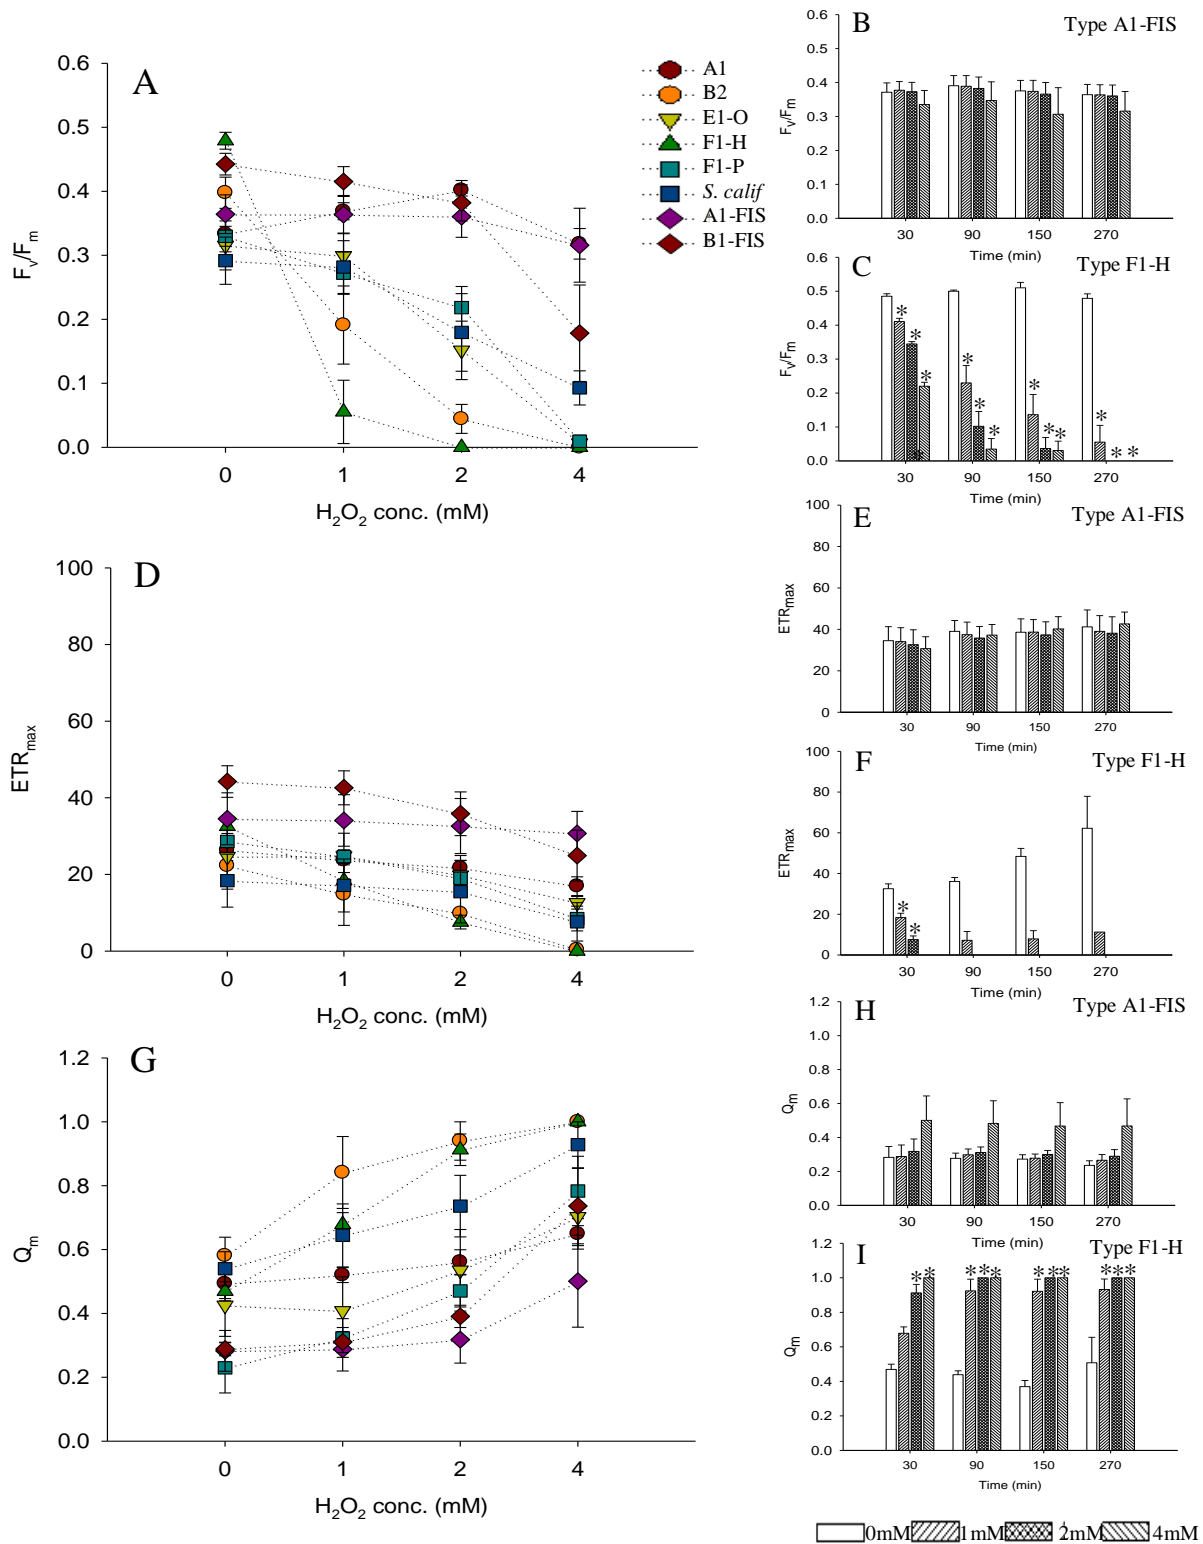 A
0.6
0.5
0.4
0.3
0.2
0.1
0.0
Fv/Fm
0 1 2 4
H2O2 conc. (mM)
A1
B2
E1-O
F1-H
F1-P
S. calif
A1-FIS
B1-FIS
B
Type A1-FIS
0.6
0.5
0.4
0.3
0.2
0.1
0.0
Fv/Fm
30 90 150 270
Time (min)
C
Type F1-H
0.6
0.5
0.4
0.3
0.2
0.1
0.0
Fv/Fm
* * * * * * * * * * * * *
30 90 150 270
Time (min)
D
100
80
60
40
20
0
ETRmax
0 1 2 4
H2O2 conc. (mM)
E
Type A1-FIS
100
80
60
40
20
0
ETRmax
30 90 150 270
Time (min)
F
Type F1-H
100
80
60
40
20
0
ETRmax
* *
30 90 150 270
Time (min)
G
1.2
1.0
0.8
0.6
0.4
0.2
0.0
Qm
0 1 2 4
H2O2 conc. (mM)
H
Type A1-FIS
1.2
1.0
0.8
0.6
0.4
0.2
0.0
Qm
30 90 150 270
Time (min)
I
Type F1-H
1.2
1.0
0.8
0.6
0.4
0.2
0.0
Qm
* * * * * * * * * * *
30 90 150 270
Time (min)
0mM 1mM 2mM 4mM